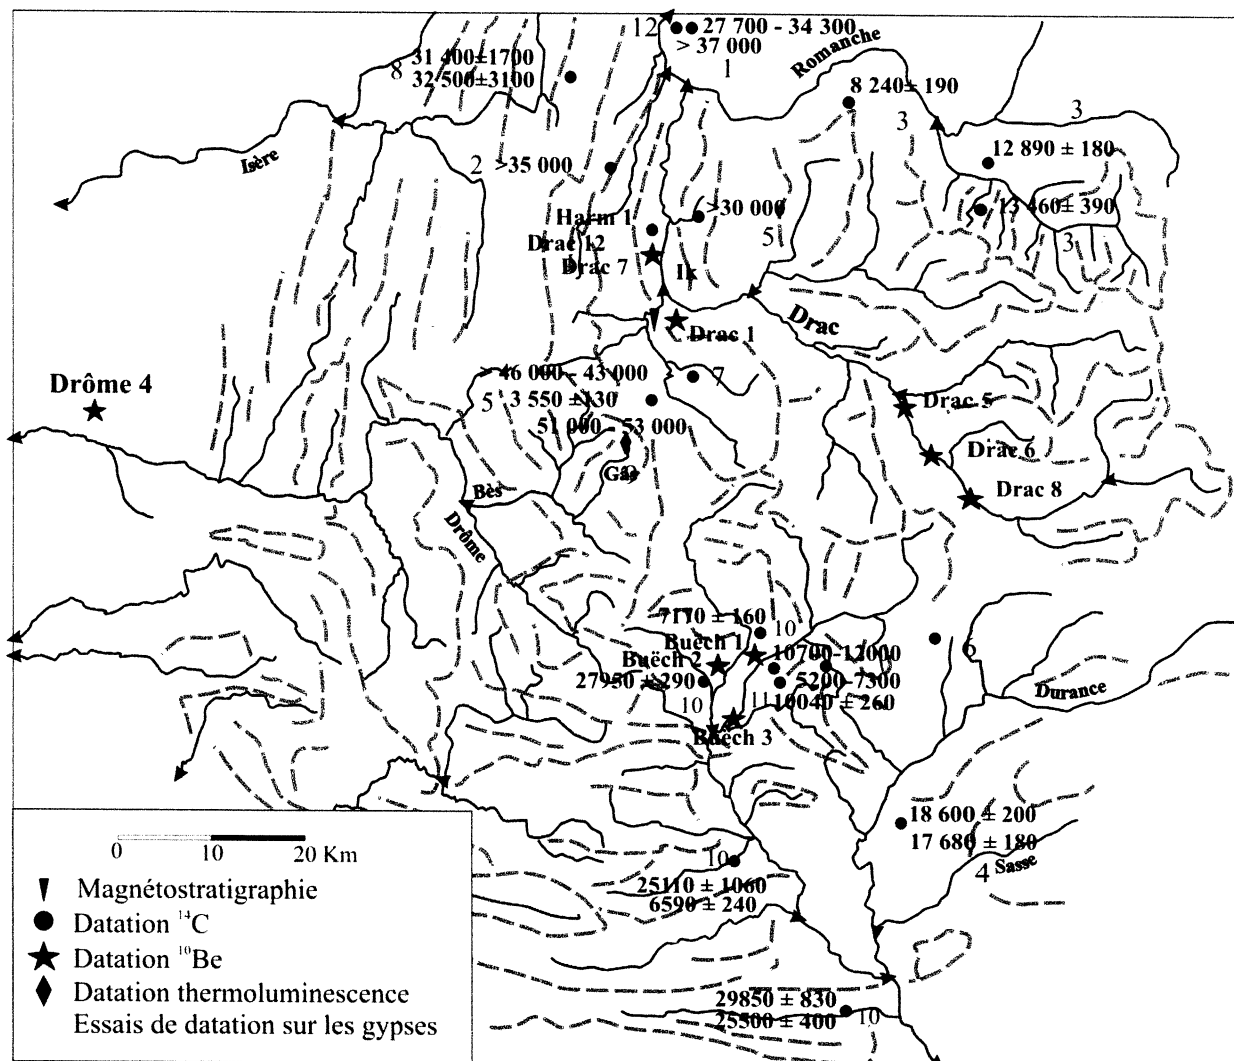 12
27 700 - 34 300
> 37 000
1
Romanche
31 400±1700
8
32 500±3100
8 240± 190
3
3
Isère
2 >35 000
12 890 ± 180
13 460± 390
3
>30 000
5
Harm 1
Drac 12
Drac 7
Ik
Drac
Drac 1
> 46 000 - 43 000
7
5
3 550 ±130
51 000 - 53 000
Drôme 4
Drac 5
Drac 6
Drac 8
Bès
Drôme
7170 ± 160
10
Buëch 1
Buëch 2
10700-12000
27950 ± 290
5200-7300
10
11
10040 ± 260
Buëch 3
6
Durance
18 600 ± 200
17 680 ± 180
4
Sasse
10
25110 ± 1060
6590 ± 240
29850 ± 830
25500 ± 400
10
0 10 20 Km
Magnétostratigraphie
Datation ¹⁴C
Datation ¹⁰Be
Datation thermoluminescence
Essais de datation sur les gypses